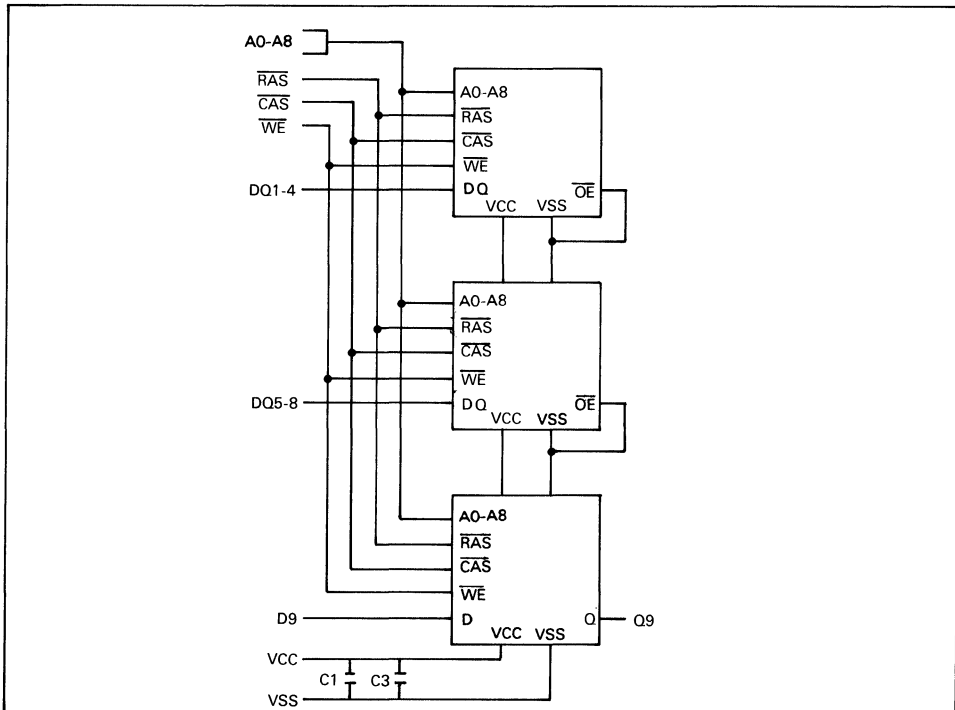 A0-A8
RAS
CAS
WE
DQ1-4
A0-A8
RAS
CAS
WE
DQ
OE
VCC VSS
DQ5-8
A0-A8
RAS
CAS
WE
DQ
OE
VCC VSS
A0-A8
RAS
CAS
WE
D9
D
Q
Q9
VCC VSS
VCC
C1 C3
VSS